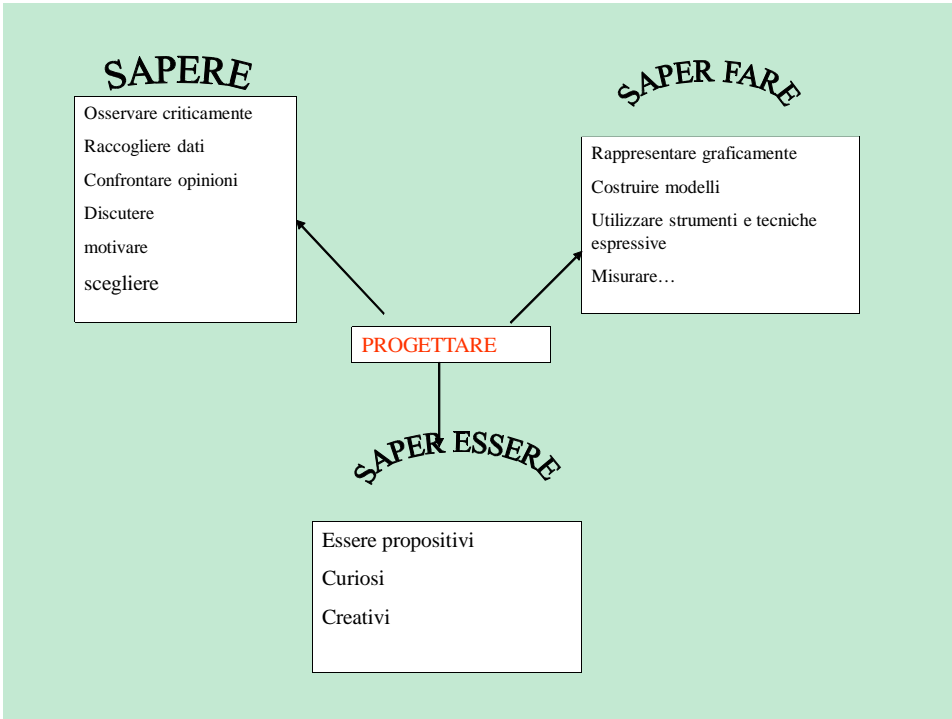 SAPERE
Osservare criticamente
Raccogliere dati
Confrontare opinioni
Discutere
motivare
scegliere
SAPER FARE
Rappresentare graficamente
Costruire modelli
Utilizzare strumenti e tecniche
espressive
Misurare…
PROGETTARE
SAPER ESSERE
Essere propositivi
Curiosi
Creativi